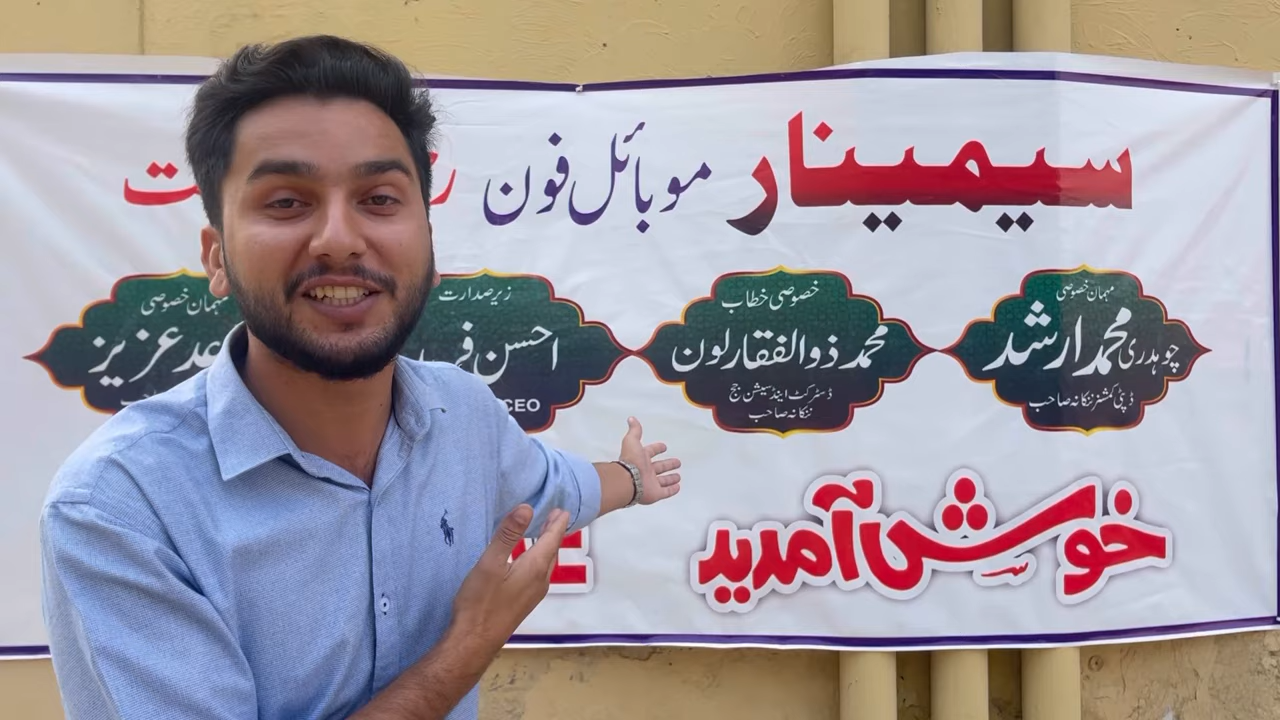 سیمینار موبائل فون
مہمان خصوصی
چوہدری محمد ارشد
ڈپٹی کمشنر ننکانہ صاحب
خصوصی خطاب
محمد ذوالفقار لون
ڈسٹرکٹ اینڈ سیشن جج
ننکانہ صاحب
زیر صدارت
احسن
CEO
مہمان خصوصی
عزیز
خوش آمدید